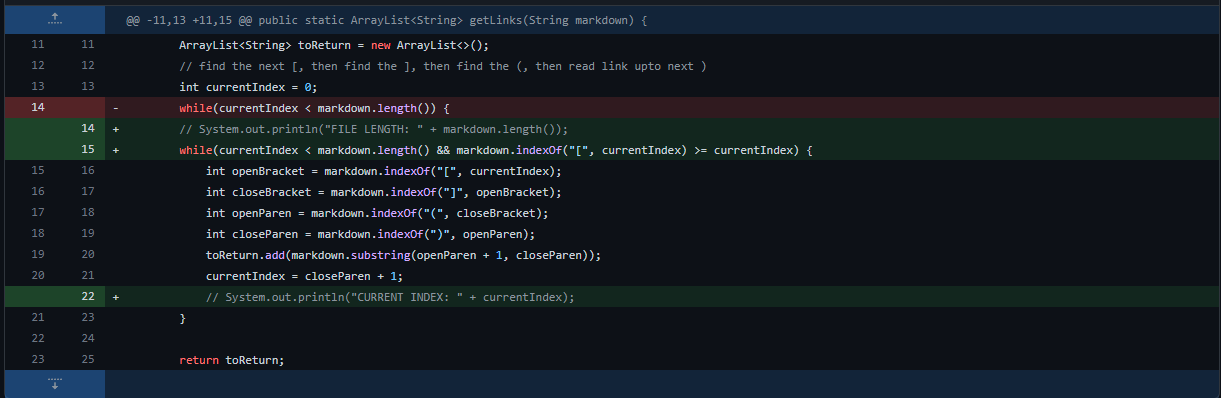 @@ -11,13 +11,15 @@ public static ArrayList<String> getLinks(String markdown) {
11 11 ArrayList<String> toReturn = new ArrayList<>();
12 12 // find the next [, then find the ], then find the (, then read link upto next )
13 13 int currentIndex = 0;
14 - while(currentIndex < markdown.length()) {
14 + // System.out.println("FILE LENGTH: " + markdown.length());
15 + while(currentIndex < markdown.length() && markdown.indexOf("[", currentIndex) >= currentIndex) {
15 16 int openBracket = markdown.indexOf("[", currentIndex);
16 17 int closeBracket = markdown.indexOf("]", openBracket);
17 18 int openParen = markdown.indexOf("(", closeBracket);
18 19 int closeParen = markdown.indexOf(")", openParen);
19 20 toReturn.add(markdown.substring(openParen + 1, closeParen));
20 21 currentIndex = closeParen + 1;
22 + // System.out.println("CURRENT INDEX: " + currentIndex);
21 23 }
22 24
23 25 return toReturn;